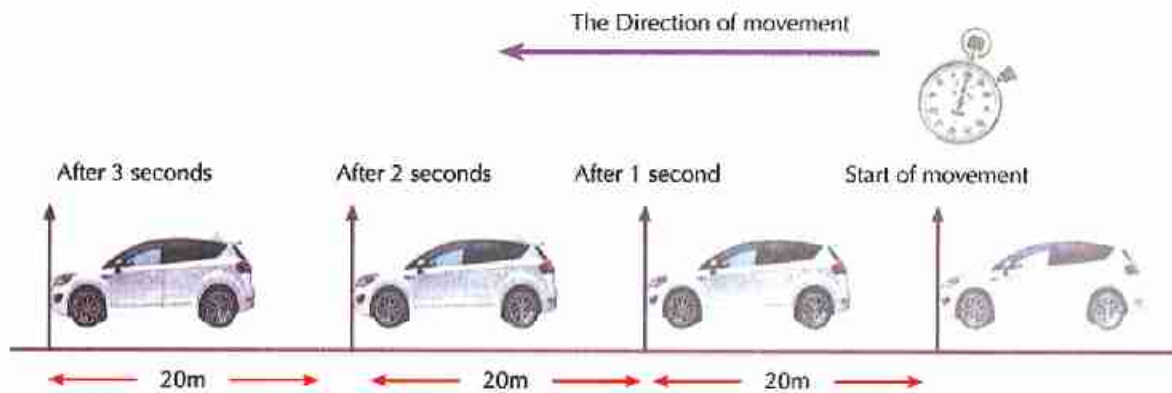 The Direction of movement
After 3 seconds
After 2 seconds
After 1 second
Start of movement
20m
20m
20m